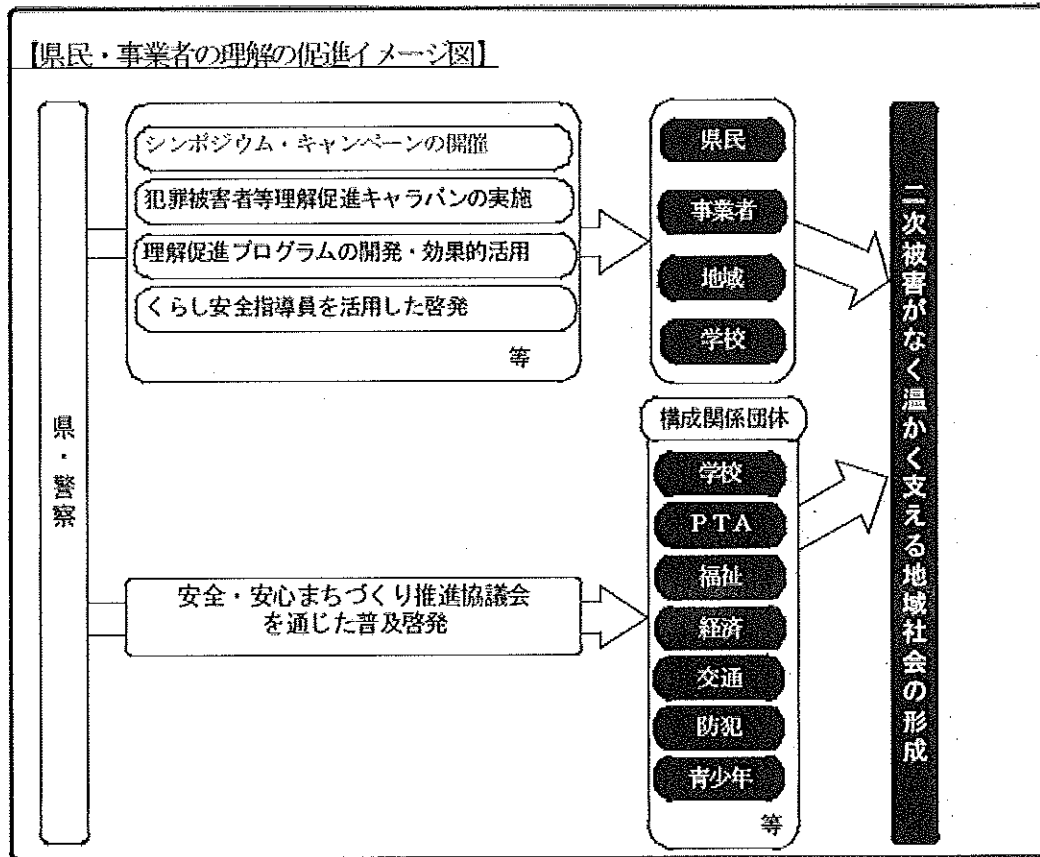 【県民・事業者の理解の促進イメージ図】
県・警察
シンポジウム・キャンペーンの開催
犯罪被害者等理解促進キャラバンの実施
理解促進プログラムの開発・効果的活用
くらし安全指導員を活用した啓発
等
県民
事業者
地域
学校
安全・安心まちづくり推進協議会
を通じた普及啓発
構成関係団体
学校
PTA
福祉
経済
交通
防犯
青少年
等
二次被害がなく温かく支える地域社会の形成